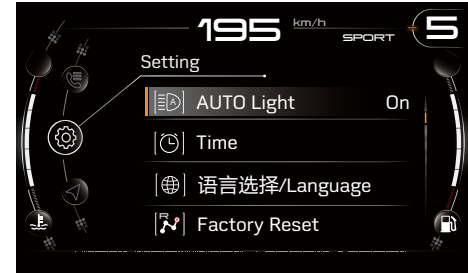 195 km/h SPORT 5
Setting
AUTO Light On
Time
语言选择/Language
Factory Reset